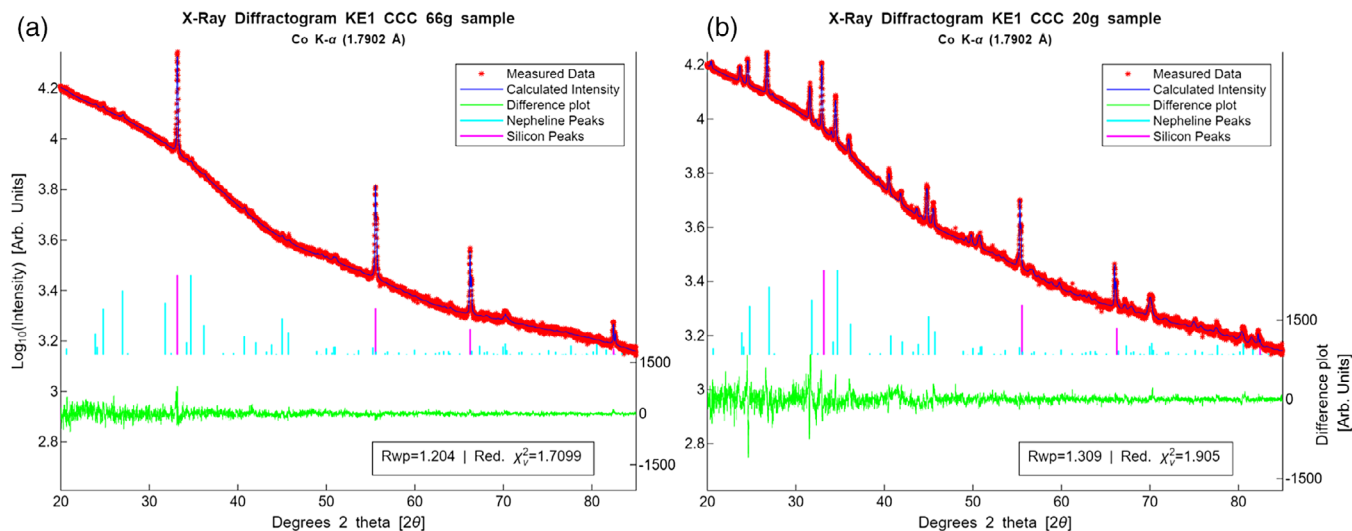 (a)
X-Ray Diffractogram KE1 CCC 66g sample
Co K-α (1.7902 A)
Measured Data
Calculated Intensity
Difference plot
Nepheline Peaks
Silicon Peaks
Log10(Intensity) [Arb. Units]
4.2
4
3.8
3.6
3.4
3.2
3
2.8
1500
0
-1500
Rwp=1.204 | Red. χ²ᵥ=1.7099
20 30 40 50 60 70 80
Degrees 2 theta [2θ]
(b)
X-Ray Diffractogram KE1 CCC 20g sample
Co K-α (1.7902 A)
Measured Data
Calculated Intensity
Difference plot
Nepheline Peaks
Silicon Peaks
4.2
4
3.8
3.6
3.4
3.2
3
2.8
1500
0
-1500
Difference plot
[Arb. Units]
Rwp=1.309 | Red. χ²ᵥ=1.905
20 30 40 50 60 70 80
Degrees 2 theta [2θ]